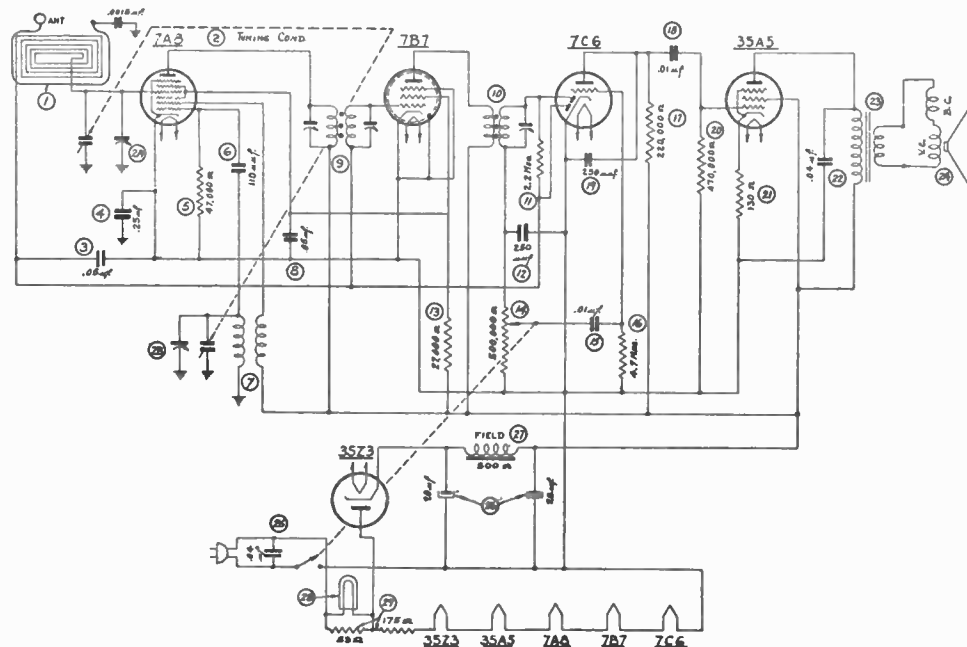 ANT
.0015 mf
7A8
2 TUNING COND.
7B7
7C6
18
.01 mf
35A5
1
2A
6
110 mmf
5
47,000 Ω
4
.25 mf
3
.05 mf
8
.05 mf
9
10
11
2.2 MEG
250 mmf
19
12
250 mmf
17
220,000 Ω
20
470,000 Ω
21
130 Ω
22
.04 mf
23
B.C.
V.C.
24
2B
7
13
27,000 Ω
14
500,000 Ω
.01 mf
15
16
4.7 MEG.
35Z3
FIELD 27
500 Ω
20 mf
26
20 mf
25
.04
28
29
175 Ω
35Z3
35A5
7A8
7B7
7C6